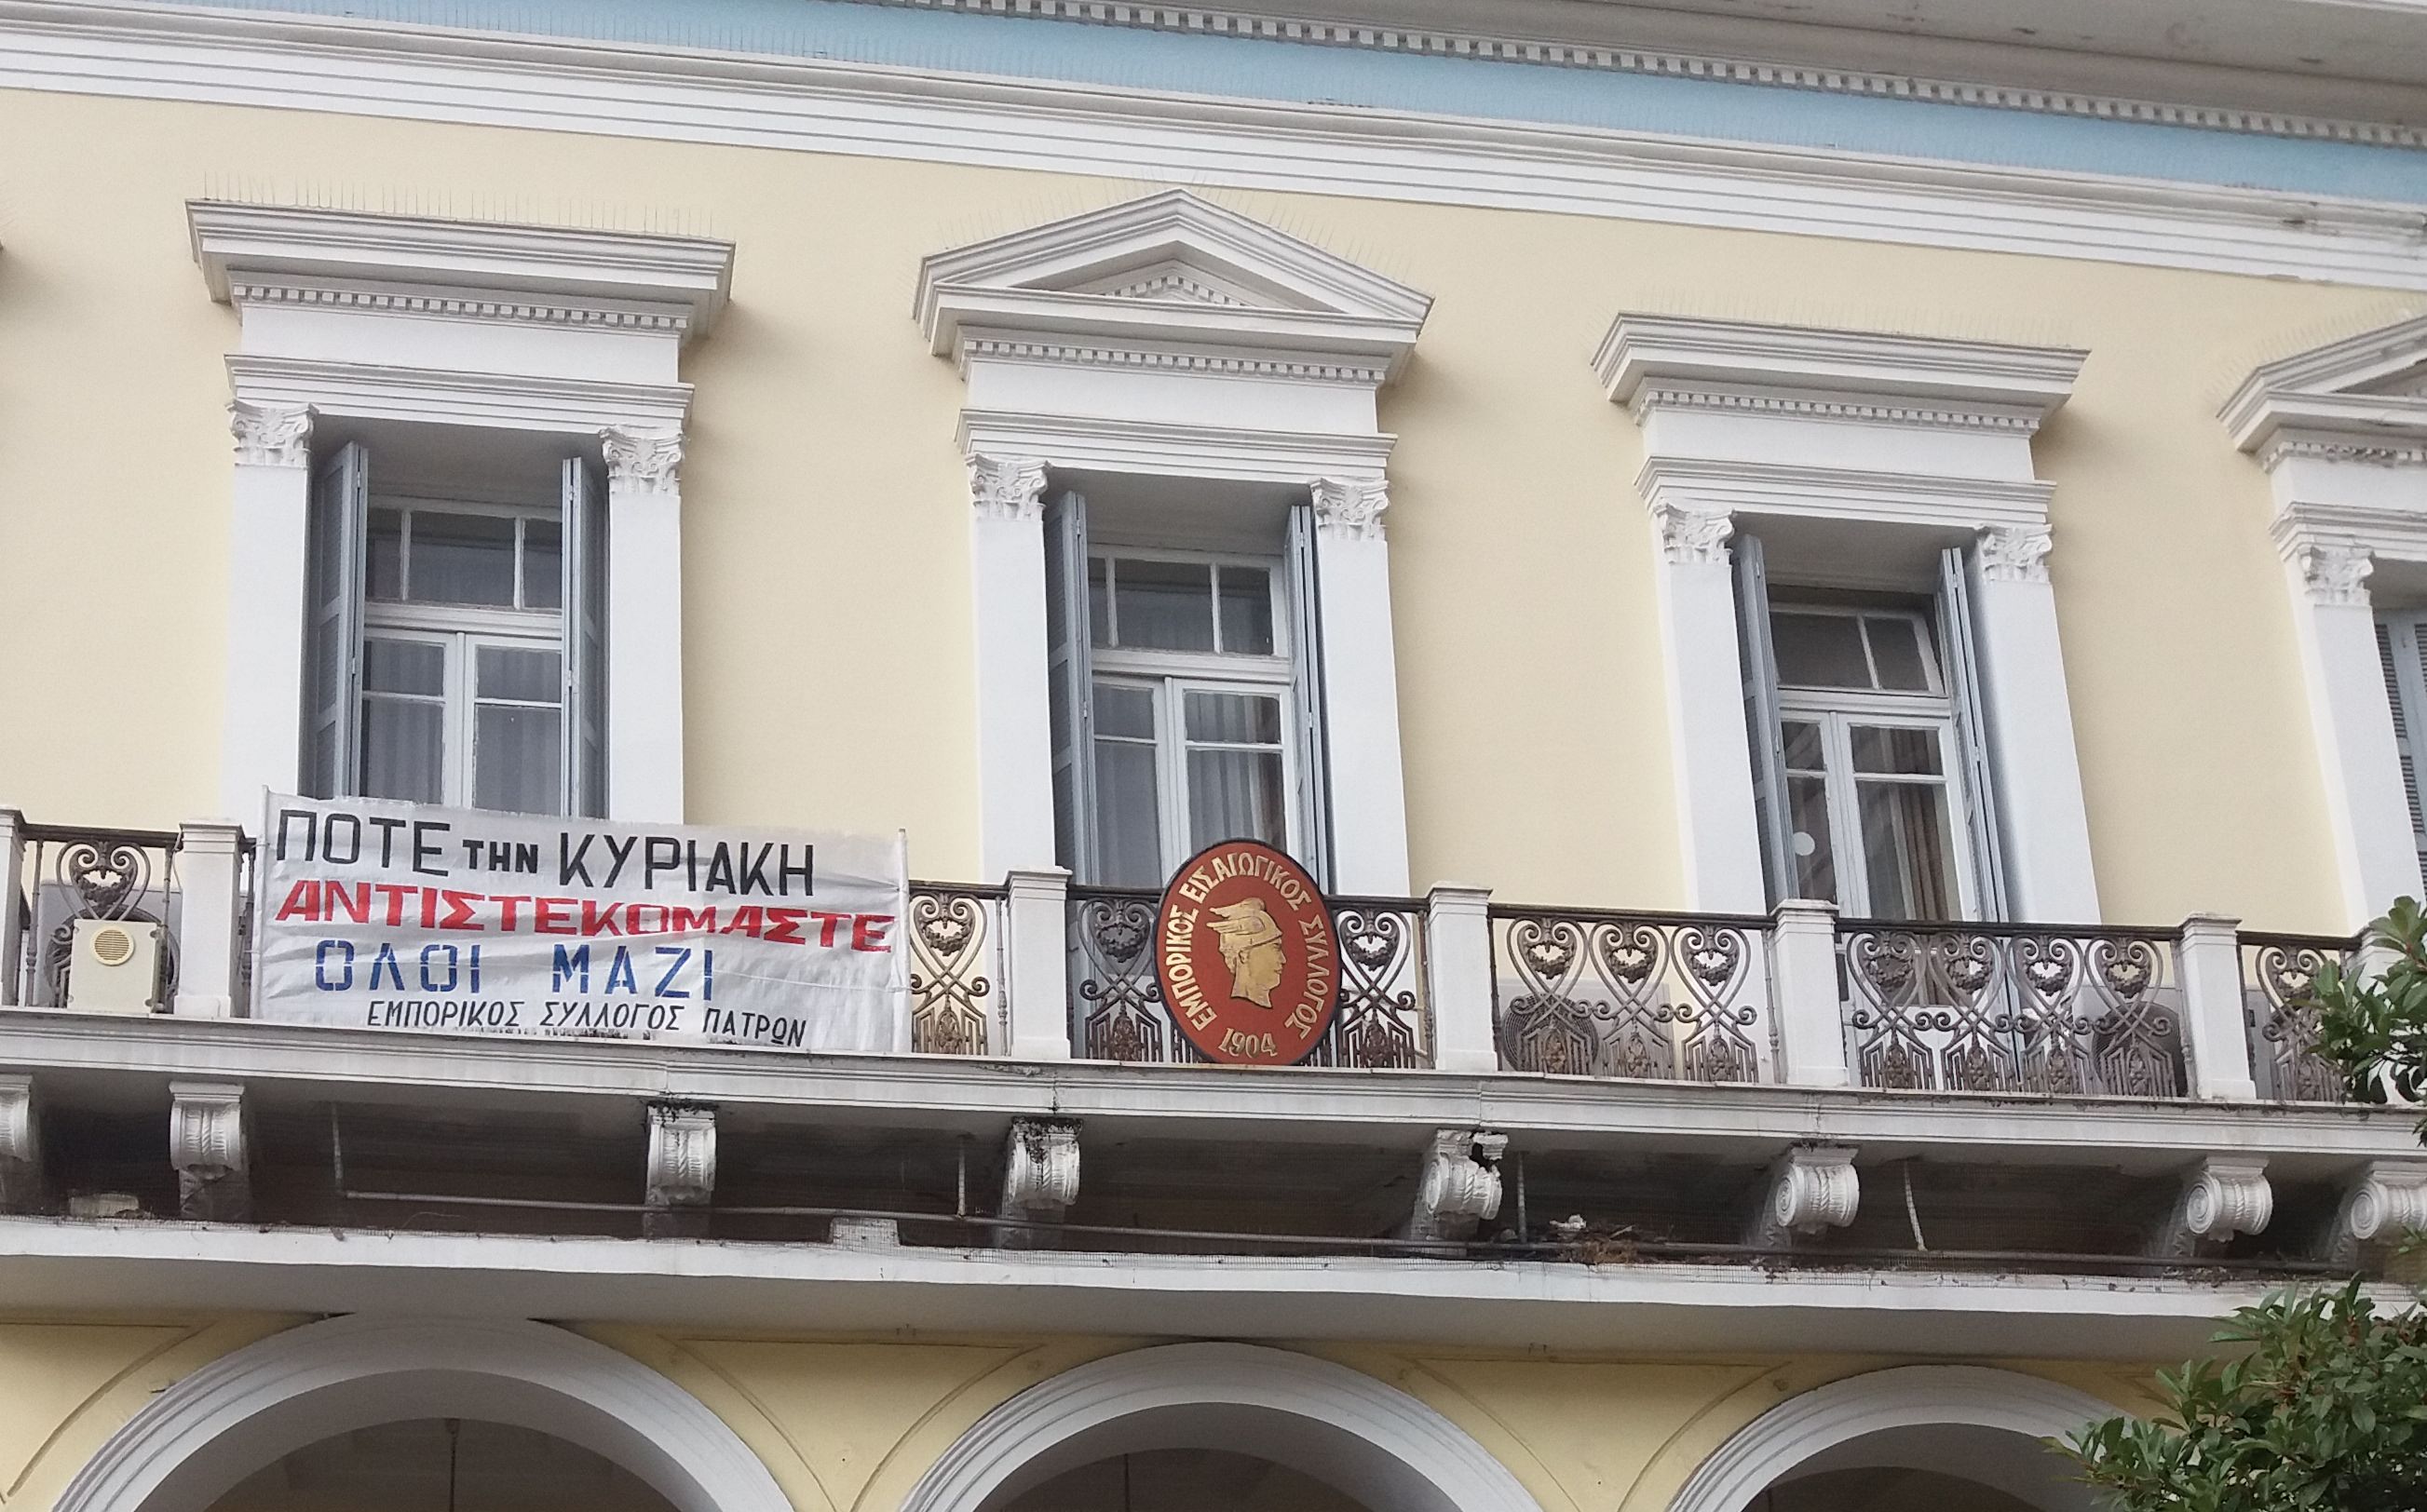 ΠΟΤΕ ΤΗΝ ΚΥΡΙΑΚΗ
ΑΝΤΙΣΤΕΚΟΜΑΣΤΕ
ΟΛΟΙ ΜΑΖΙ
ΕΜΠΟΡΙΚΟΣ ΣΥΛΛΟΓΟΣ ΠΑΤΡΩΝ
ΕΜΠΟΡΙΚΟΣ ΕΙΣΑΓΩΓΙΚΟΣ ΣΥΛΛΟΓΟΣ
1904